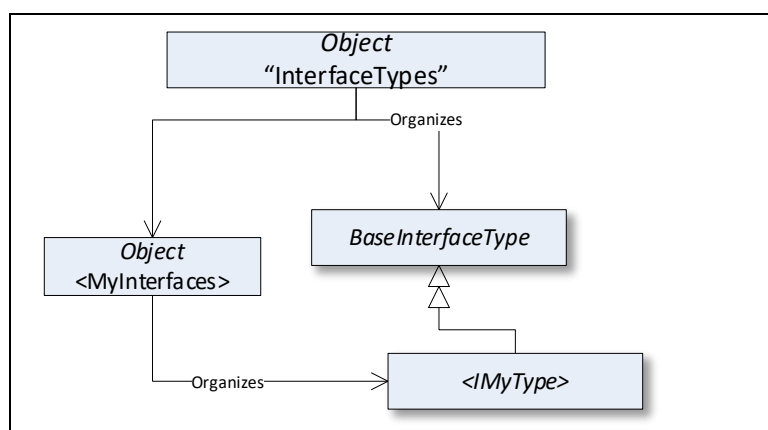 Object
“InterfaceTypes”
Organizes
BaseInterfaceType
Object
<MyInterfaces>
Organizes
<IMyType>